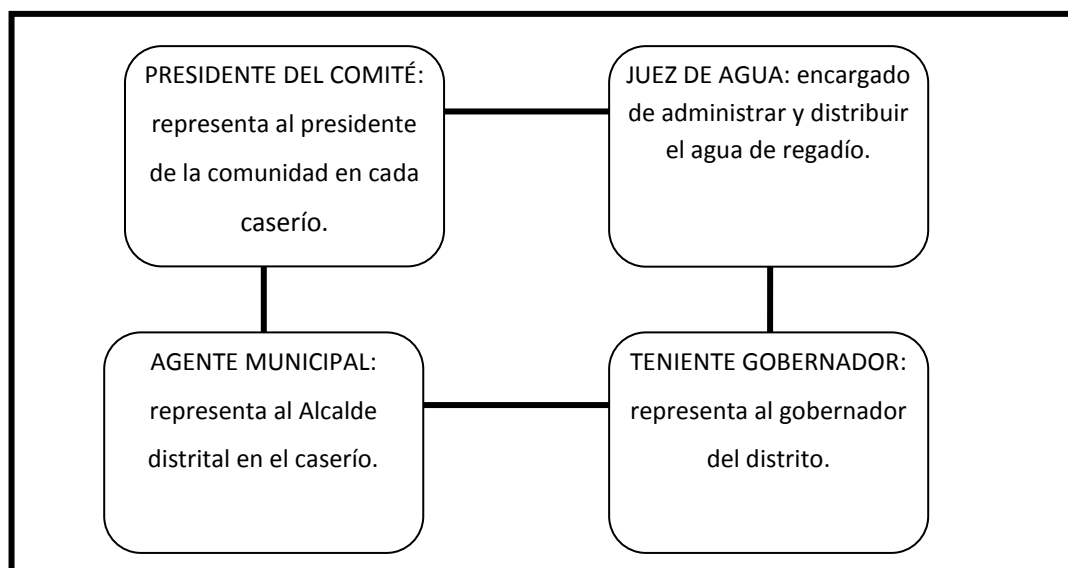 PRESIDENTE DEL COMITÉ:
representa al presidente
de la comunidad en cada
caserío.
JUEZ DE AGUA: encargado
de administrar y distribuir
el agua de regadío.
AGENTE MUNICIPAL:
representa al Alcalde
distrital en el caserío.
TENIENTE GOBERNADOR:
representa al gobernador
del distrito.